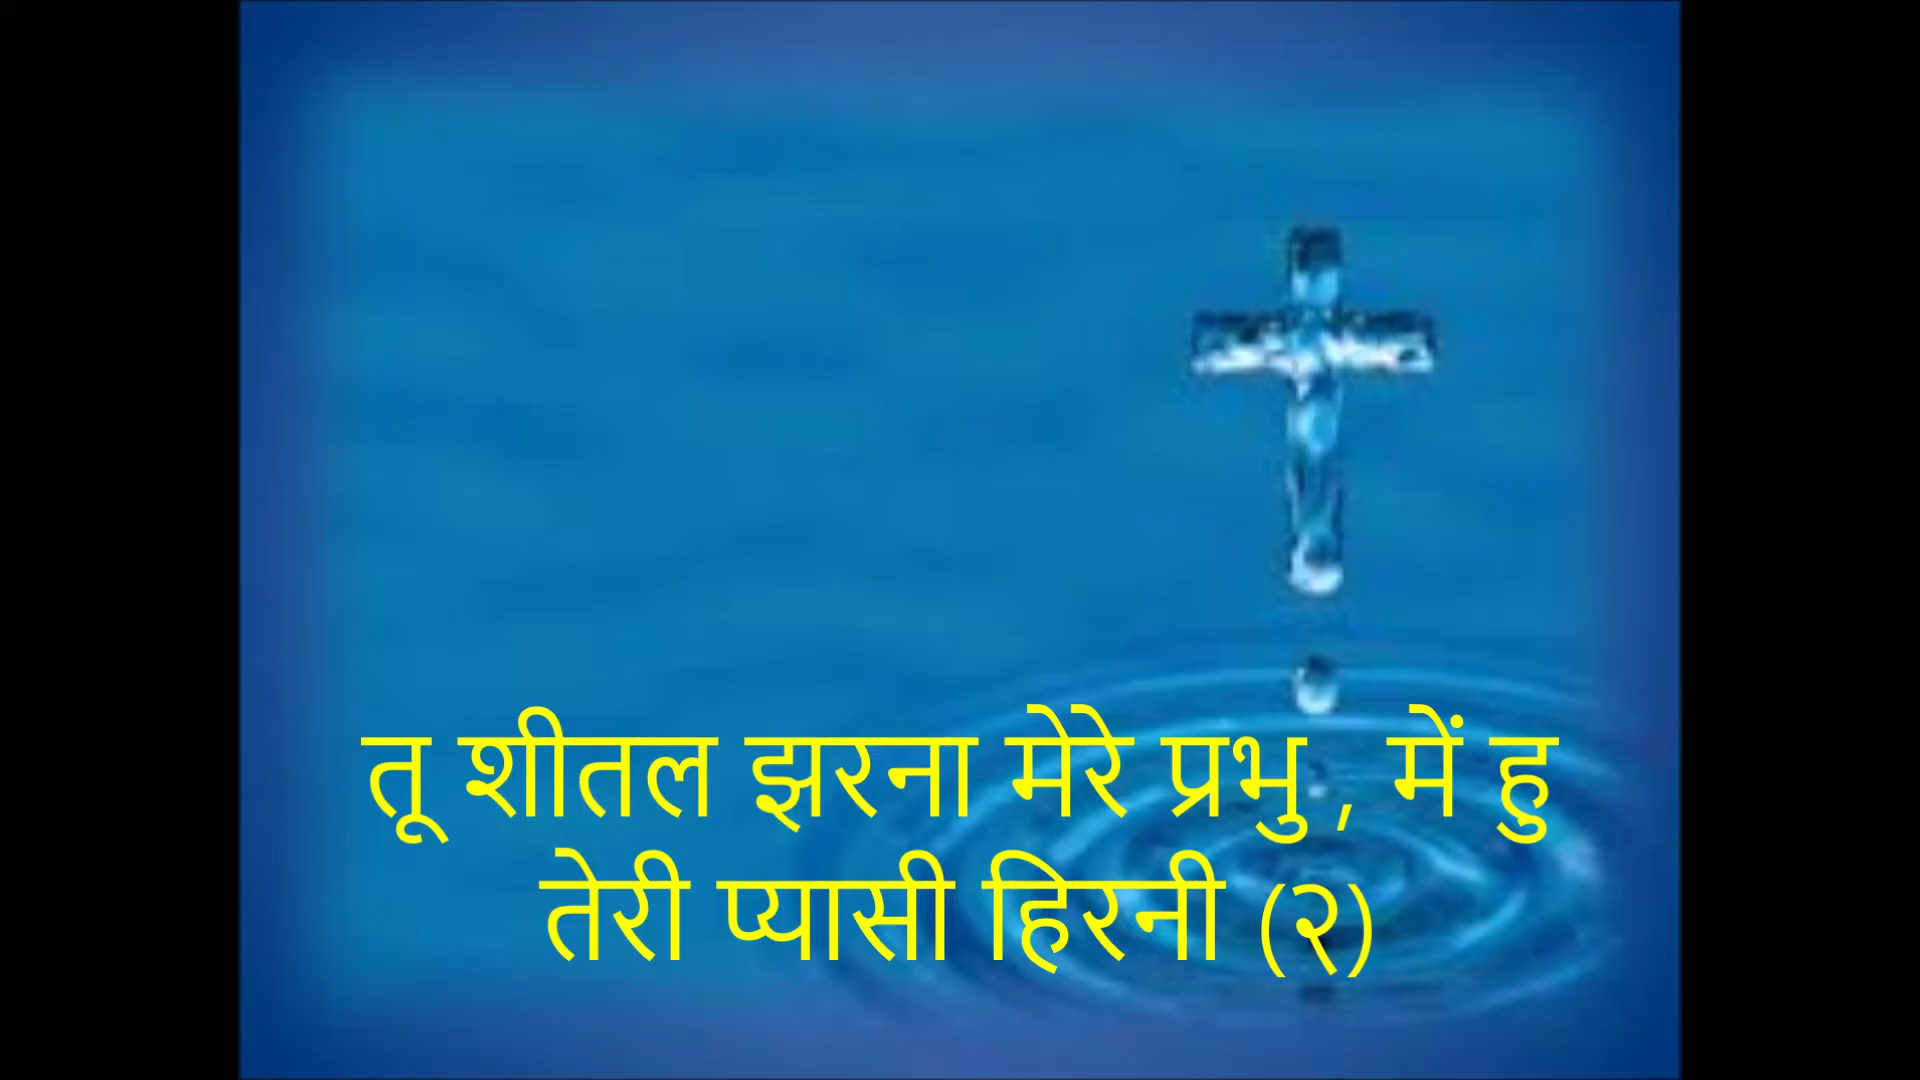 तू शीतल झरना मेरे प्रभु , में हु
तेरी प्यासी हिरनी (२)